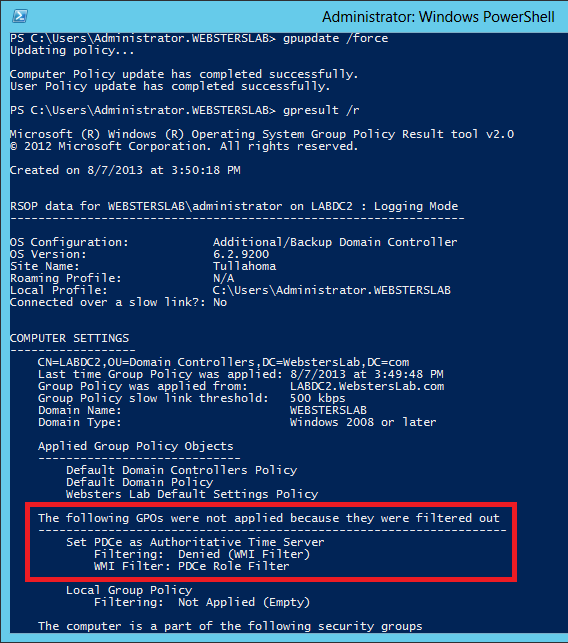 Administrator: Windows PowerShell
PS C:\Users\Administrator.WEBSTERSLAB> gpupdate /force
Updating policy...
Computer Policy update has completed successfully.
User Policy update has completed successfully.
PS C:\Users\Administrator.WEBSTERSLAB> gpresult /r
Microsoft (R) Windows (R) Operating System Group Policy Result tool v2.0
© 2012 Microsoft Corporation. All rights reserved.
Created on 8/7/2013 at 3:50:18 PM
RSOP data for WEBSTERSLAB\administrator on LABDC2 : Logging Mode
------------------------------------------------------------------
OS Configuration: Additional/Backup Domain Controller
OS Version: 6.2.9200
Site Name: Tullahoma
Roaming Profile: N/A
Local Profile: C:\Users\Administrator.WEBSTERSLAB
Connected over a slow link?: No
COMPUTER SETTINGS
------------------
CN=LABDC2,OU=Domain Controllers,DC=WebstersLab,DC=com
Last time Group Policy was applied: 8/7/2013 at 3:49:48 PM
Group Policy was applied from: LABDC2.WebstersLab.com
Group Policy slow link threshold: 500 kbps
Domain Name: WEBSTERSLAB
Domain Type: Windows 2008 or later
Applied Group Policy Objects
-----------------------------
Default Domain Controllers Policy
Default Domain Policy
Websters Lab Default Settings Policy
The following GPOs were not applied because they were filtered out
-------------------------------------------------------------------
Set PDCe as Authoritative Time Server
Filtering: Denied (WMI Filter)
WMI Filter: PDCe Role Filter
Local Group Policy
Filtering: Not Applied (Empty)
The computer is a part of the following security groups